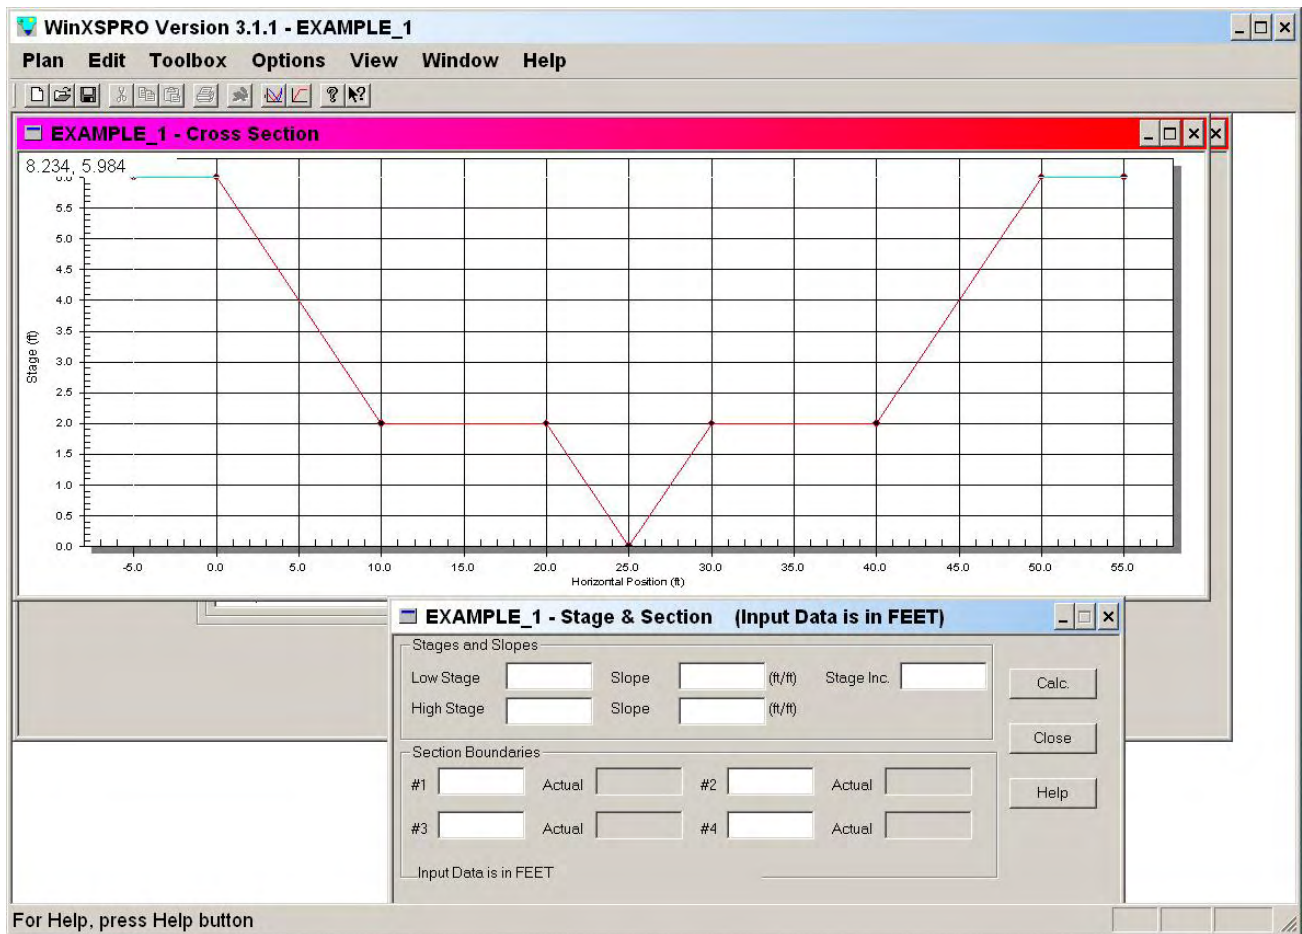 WinXSPRO Version 3.1.1 - EXAMPLE_1
Plan Edit Toolbox Options View Window Help
EXAMPLE_1 - Cross Section
8.234, 5.984
5.5
5.0
4.5
4.0
3.5
3.0
2.5
2.0
1.5
1.0
0.5
0.0
Stage (ft)
-5.0 0.0 5.0 10.0 15.0 20.0 25.0 30.0 35.0 40.0 45.0 50.0 55.0
Horizontal Position (ft)
EXAMPLE_1 - Stage & Section (Input Data is in FEET)
Stages and Slopes
Low Stage Slope (ft/ft) Stage Inc.
High Stage Slope (ft/ft)
Calc.
Close
Help
Section Boundaries
#1 Actual #2 Actual
#3 Actual #4 Actual
Input Data is in FEET
For Help, press Help button